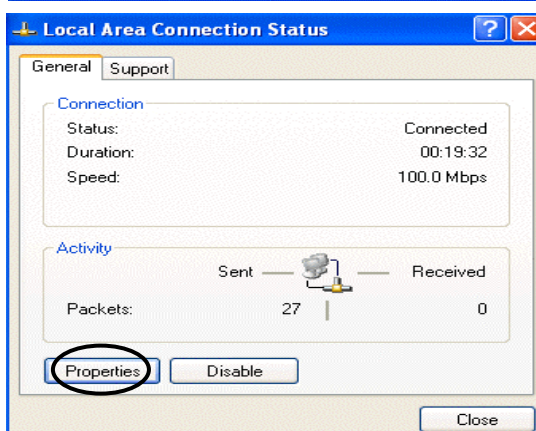 Local Area Connection Status
General Support
Connection
Status: Connected
Duration: 00:19:32
Speed: 100.0 Mbps
Activity
Sent Received
Packets: 27 0
Properties Disable
Close